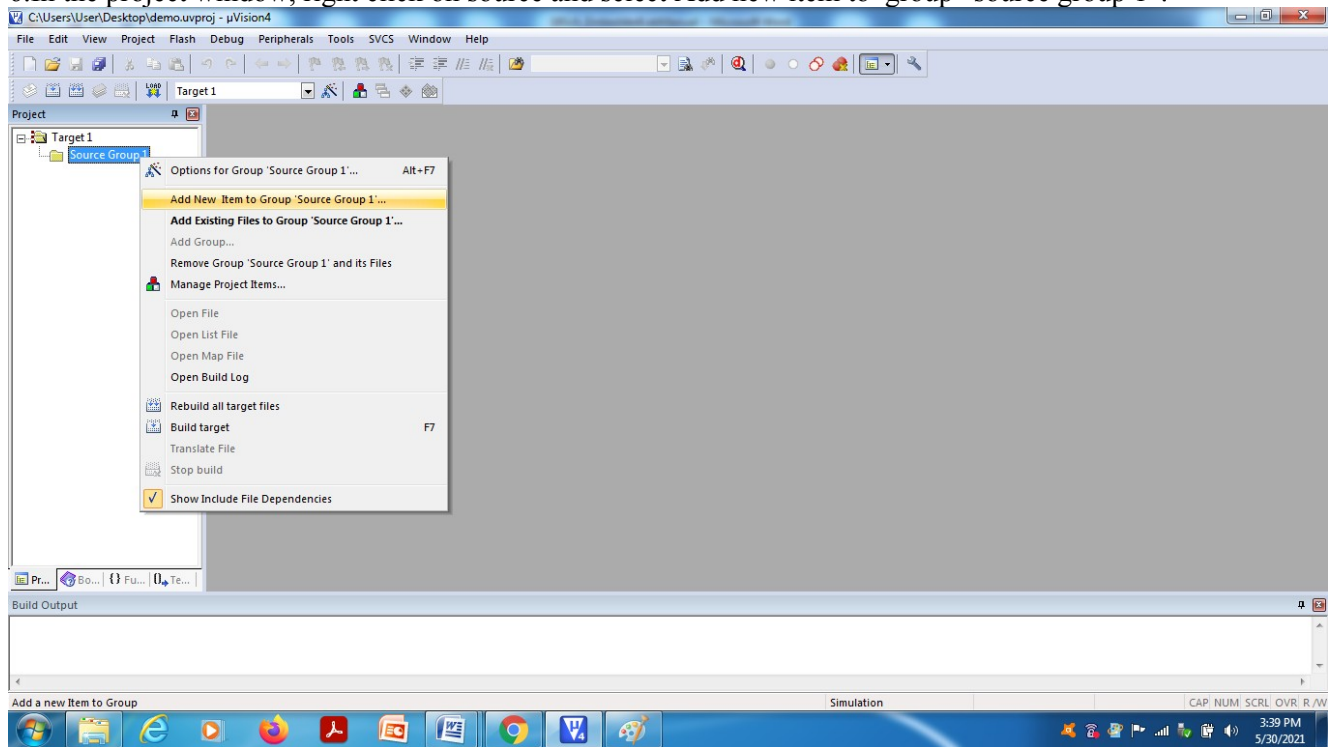 C:\Users\User\Desktop\demo.uvproj - µVision4
File Edit View Project Flash Debug Peripherals Tools SVCS Window Help
LOAD Target 1
Project
Target 1
Source Group 1
Options for Group 'Source Group 1'... Alt+F7
Add New Item to Group 'Source Group 1'...
Add Existing Files to Group 'Source Group 1'...
Add Group...
Remove Group 'Source Group 1' and its Files
Manage Project Items...
Open File
Open List File
Open Map File
Open Build Log
Rebuild all target files
Build target F7
Translate File
Stop build
Show Include File Dependencies
Pr... Bo... {} Fu... Te...
Build Output
Add a new Item to Group Simulation CAP NUM SCRL OVR R/W
3:39 PM
5/30/2021